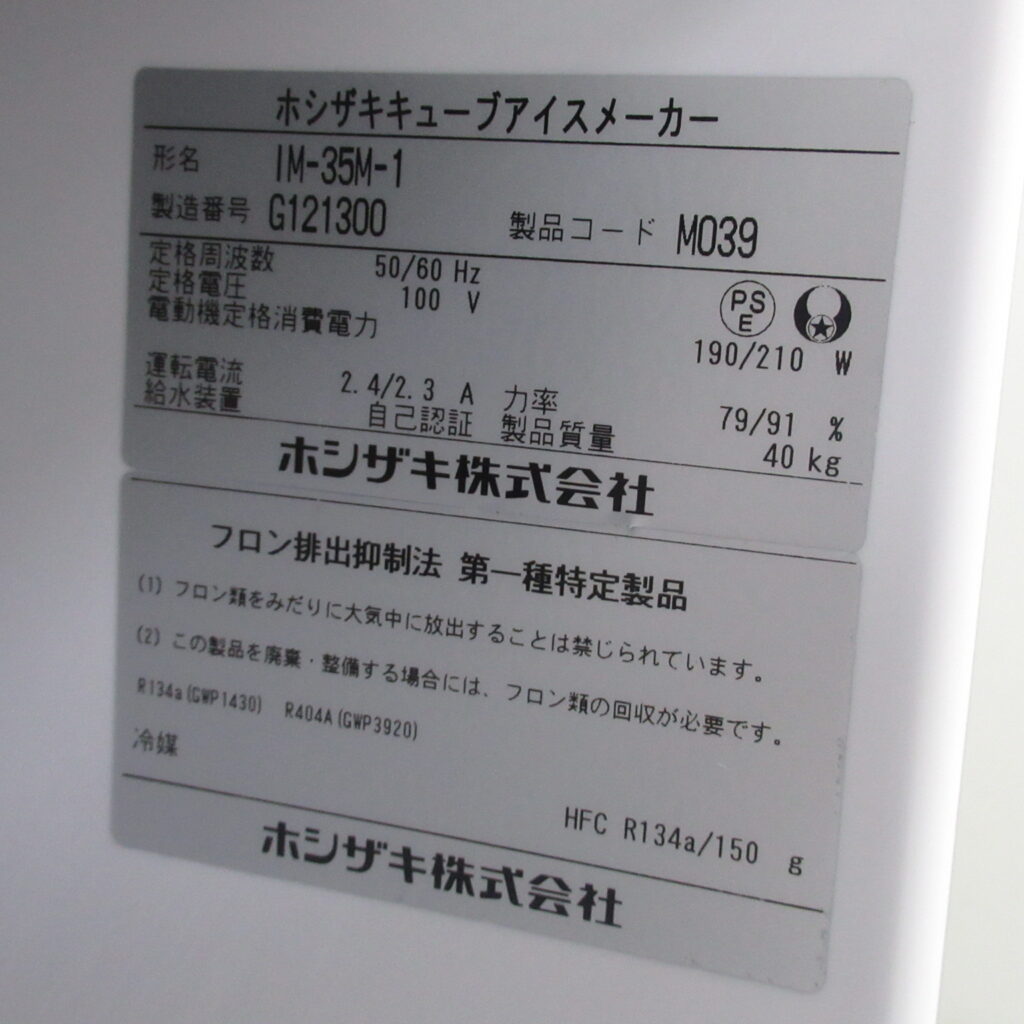 ホシザキキューブアイスメーカー
形名 IM-35M-1
製造番号 G121300 製品コード M039
定格周波数 50/60 Hz
定格電圧 100 V
PS E
電動機定格消費電力 190/210 W
運転電流 2.4/2.3 A 力率 79/91 %
給水装置 自己認証 製品質量 40 kg
ホシザキ株式会社
フロン排出抑制法 第一種特定製品
(1) フロン類をみだりに大気中に放出することは禁じられています。
(2) この製品を廃棄・整備する場合には、フロン類の回収が必要です。
R134a(GWP1430) R404A(GWP3920)
冷媒
HFC R134a/150 g
ホシザキ株式会社